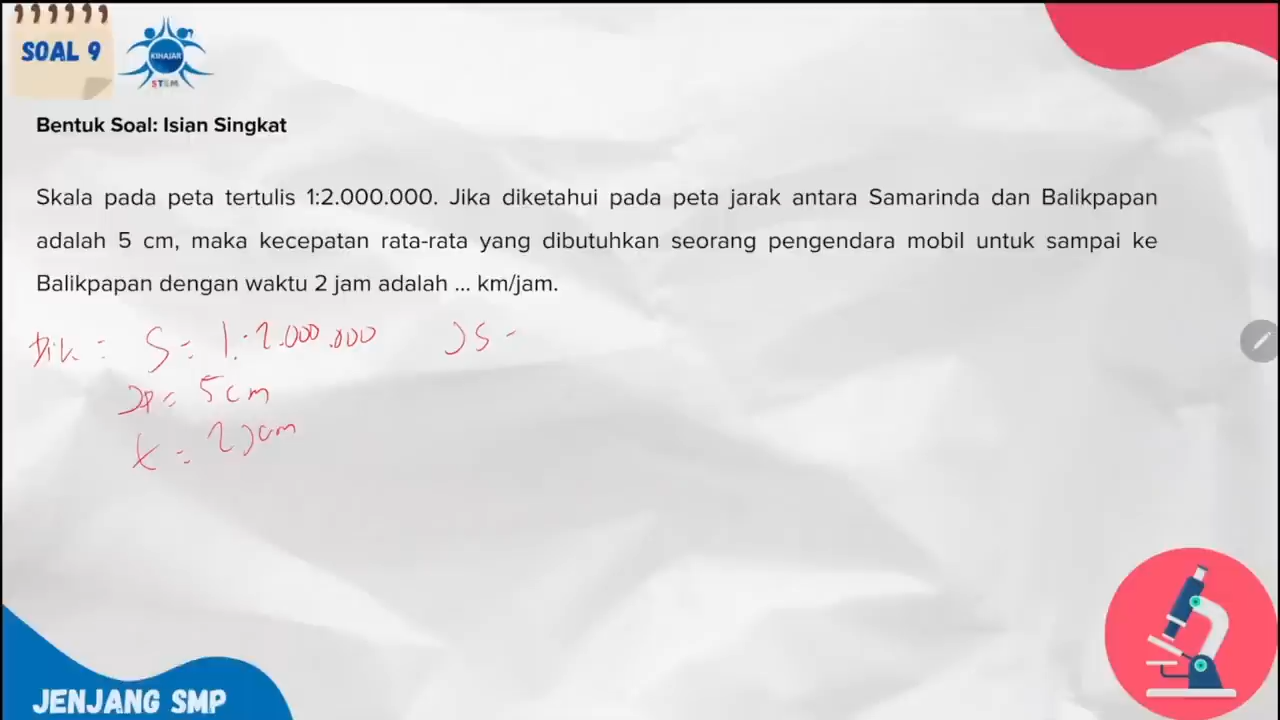 SOAL 9
KIHAJAR
STEM
Bentuk Soal: Isian Singkat
Skala pada peta tertulis 1:2.000.000. Jika diketahui pada peta jarak antara Samarinda dan Balikpapan
adalah 5 cm, maka kecepatan rata-rata yang dibutuhkan seorang pengendara mobil untuk sampai ke
Balikpapan dengan waktu 2 jam adalah ... km/jam.
Dik = S = 1:2.000.000 JS =
JP = 5 cm
t = 2 jam
JENJANG SMP